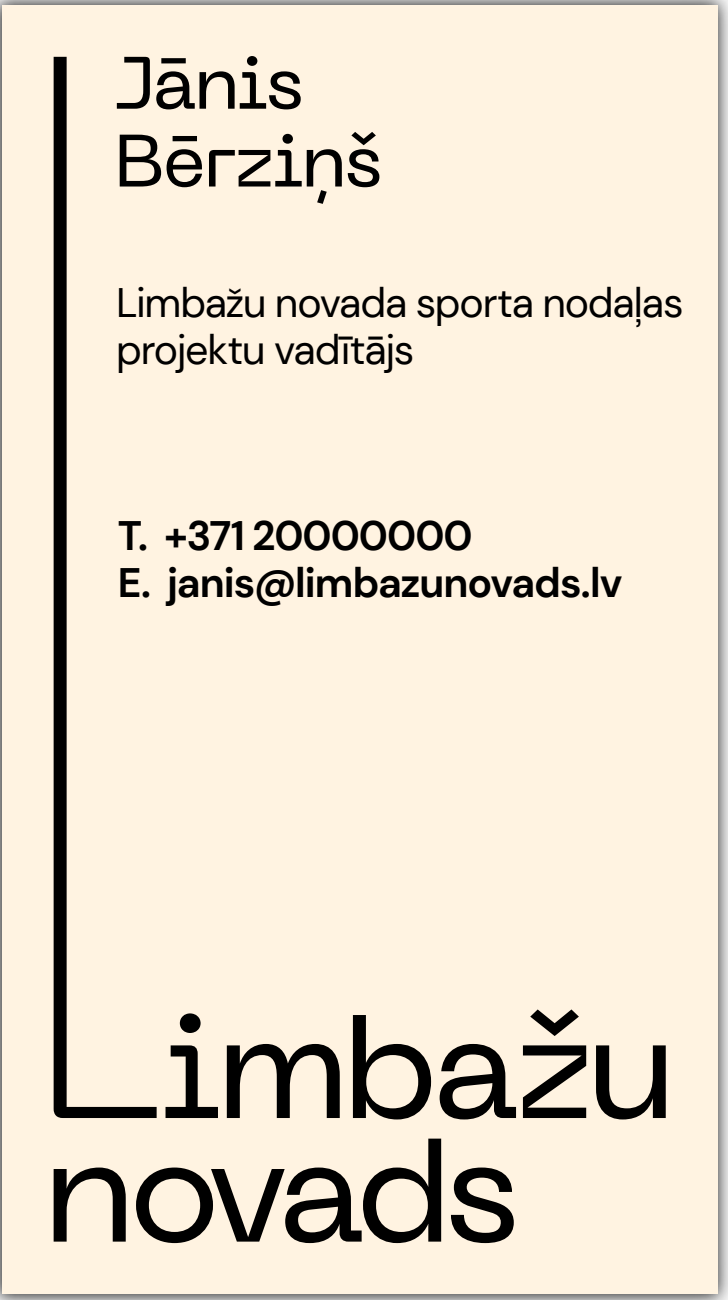 Jānis
Bērziņš
Limbažu novada sporta nodaļas
projektu vadītājs
T. +371 20000000
E. janis@limbazunovads.lv
Limbažu
novads